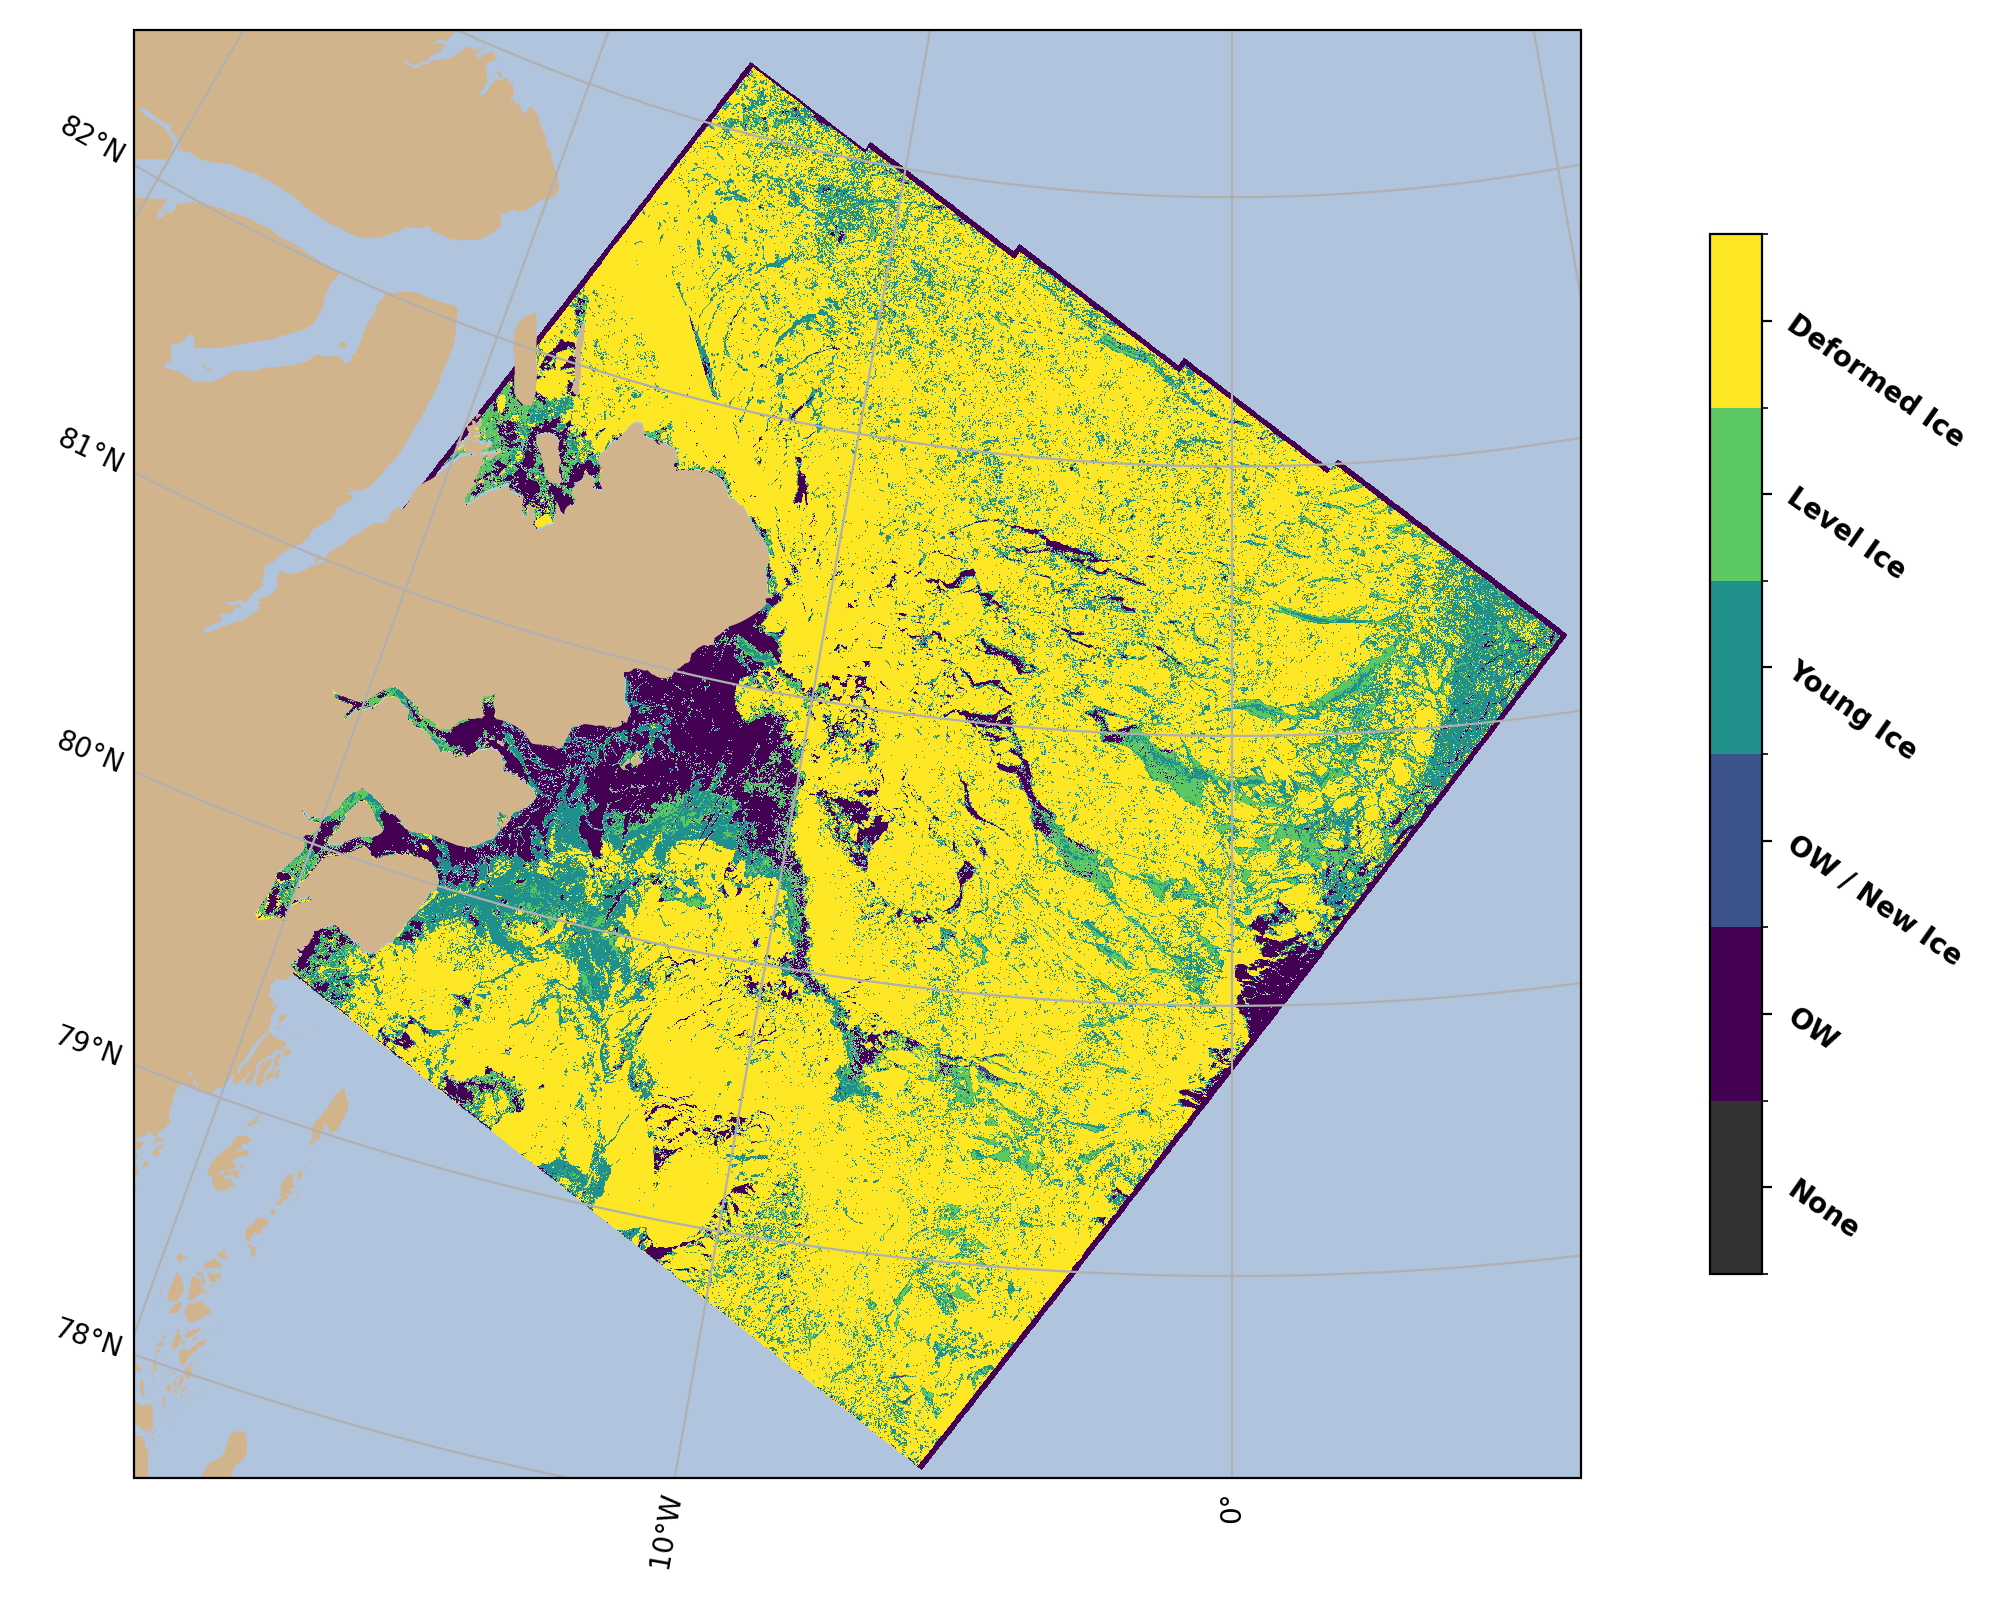 82°N
81°N
80°N
79°N
78°N
10°W
0°
Deformed Ice
Level Ice
Young Ice
OW / New Ice
OW
None